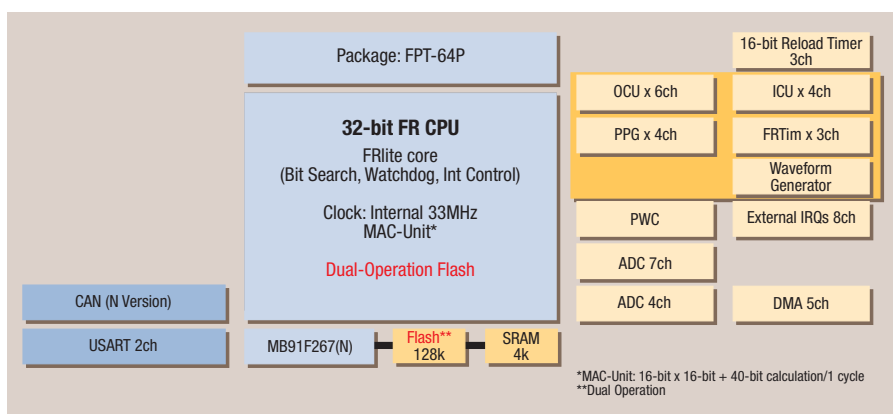 Package: FPT-64P
16-bit Reload Timer
3ch
OCU x 6ch
ICU x 4ch
32-bit FR CPU
FRlite core
(Bit Search, Watchdog, Int Control)
Clock: Internal 33MHz
MAC-Unit*
Dual-Operation Flash
PPG x 4ch
FRTim x 3ch
Waveform
Generator
PWC
External IRQs 8ch
ADC 7ch
CAN (N Version)
ADC 4ch
DMA 5ch
USART 2ch
MB91F267(N)
Flash**
128k
SRAM
4k
*MAC-Unit: 16-bit x 16-bit + 40-bit calculation/1 cycle
**Dual Operation